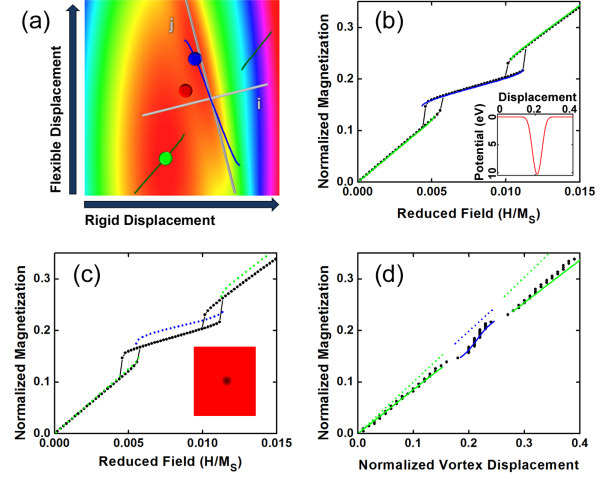 (a)
j
i
Flexible Displacement
Rigid Displacement
(b)
Normalized Magnetization
0.3
0.2
0.1
0.0
0.000
0.005
0.010
0.015
Reduced Field (H/M_S)
Displacement
0
0.2
0.4
Potential (eV)
0
5
10
(c)
Normalized Magnetization
0.3
0.2
0.1
0.0
0.000
0.005
0.010
0.015
Reduced Field (H/M_S)
(d)
Normalized Magnetization
0.3
0.2
0.1
0.0
0.0
0.1
0.2
0.3
0.4
Normalized Vortex Displacement